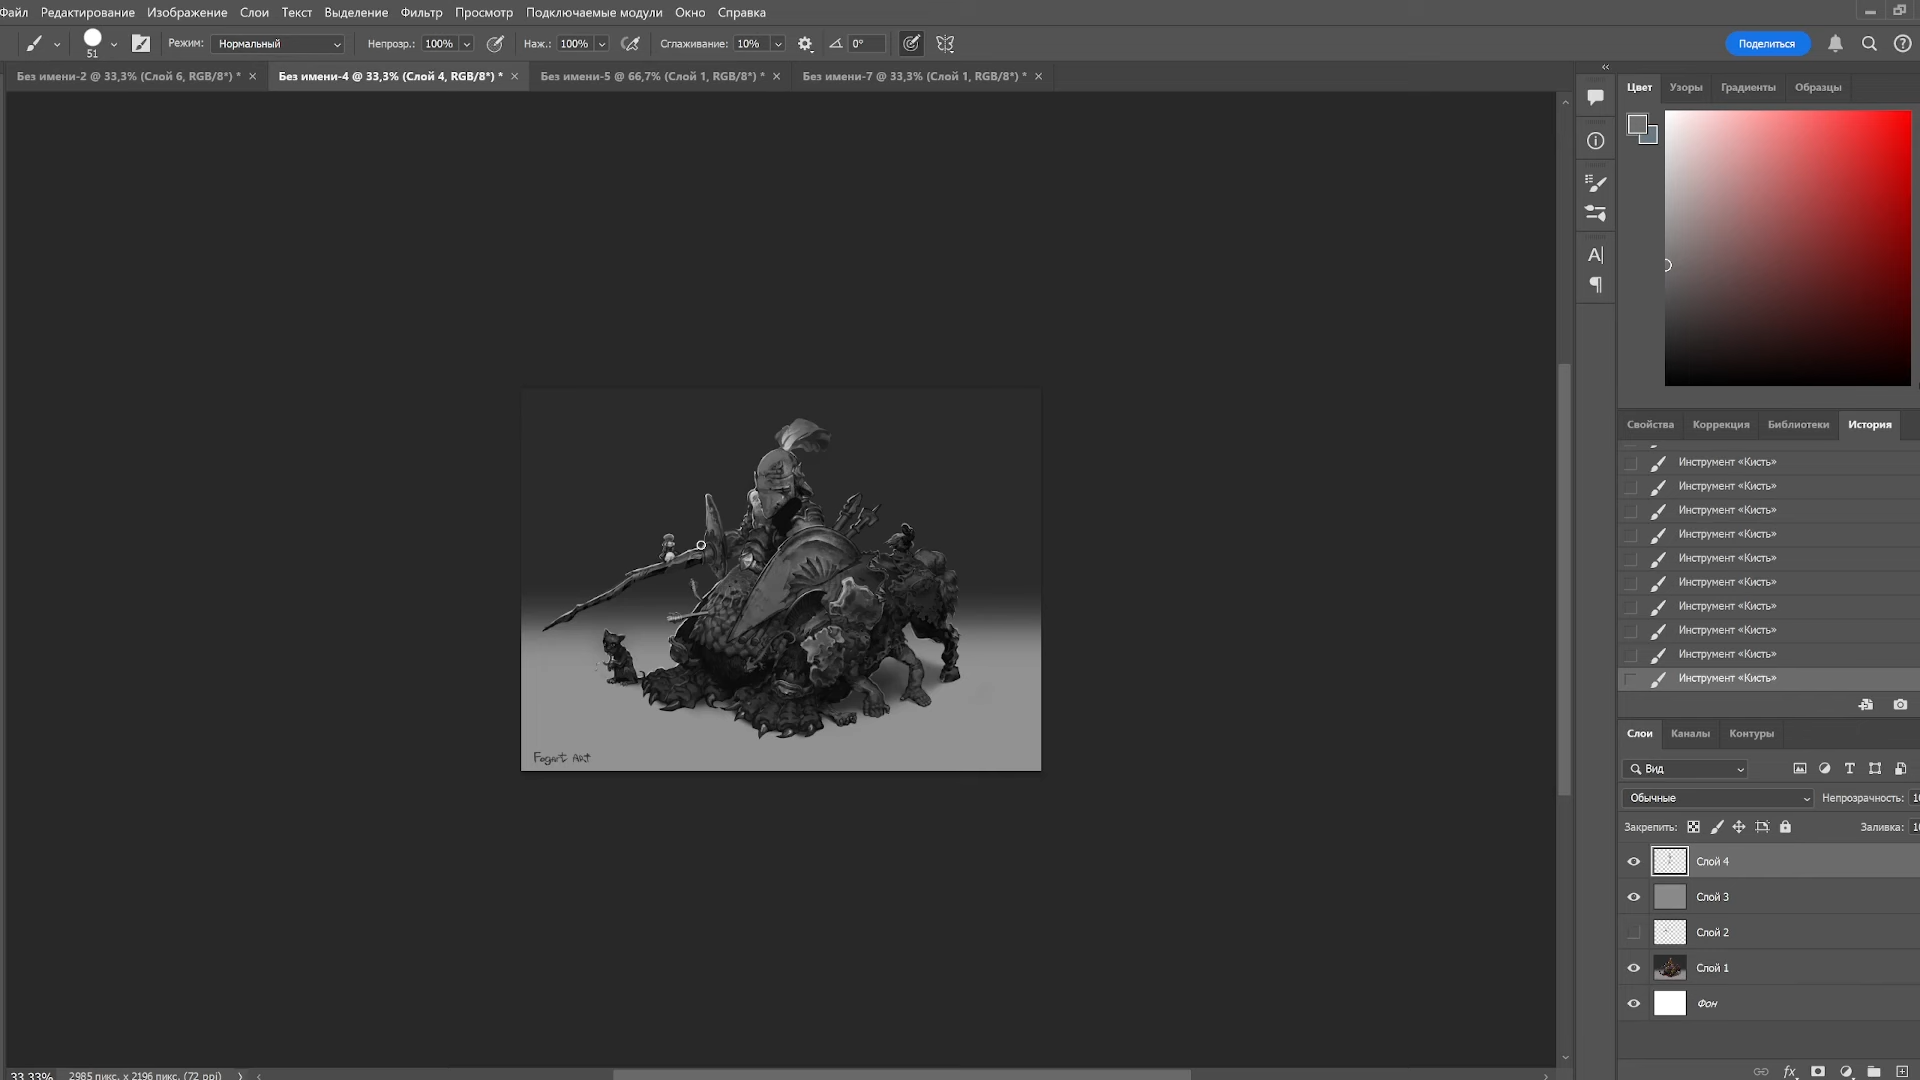 Файл Редактирование Изображение Слои Текст Выделение Фильтр Просмотр Подключаемые модули Окно Справка
51 Режим: Нормальный Непрозр.: 100% Наж.: 100% Сглаживание: 10% 0° Поделиться
Без имени-2 @ 33,3% (Слой 6, RGB/8*) * Без имени-4 @ 33,3% (Слой 4, RGB/8*) * Без имени-5 @ 66,7% (Слой 1, RGB/8*) * Без имени-7 @ 33,3% (Слой 1, RGB/8*) *
Цвет Узоры Градиенты Образцы
Свойства Коррекция Библиотеки История
Инструмент «Кисть»
Инструмент «Кисть»
Инструмент «Кисть»
Инструмент «Кисть»
Инструмент «Кисть»
Инструмент «Кисть»
Инструмент «Кисть»
Инструмент «Кисть»
Инструмент «Кисть»
Инструмент «Кисть»
Слои Каналы Контуры
Вид
Обычные Непрозрачность: 10
Закрепить: Заливка: 10
Слой 4
Слой 3
Слой 2
Слой 1
Фон
Fogart Art
33,33% 2985 пикс. x 2196 пикс. (72 ppi)